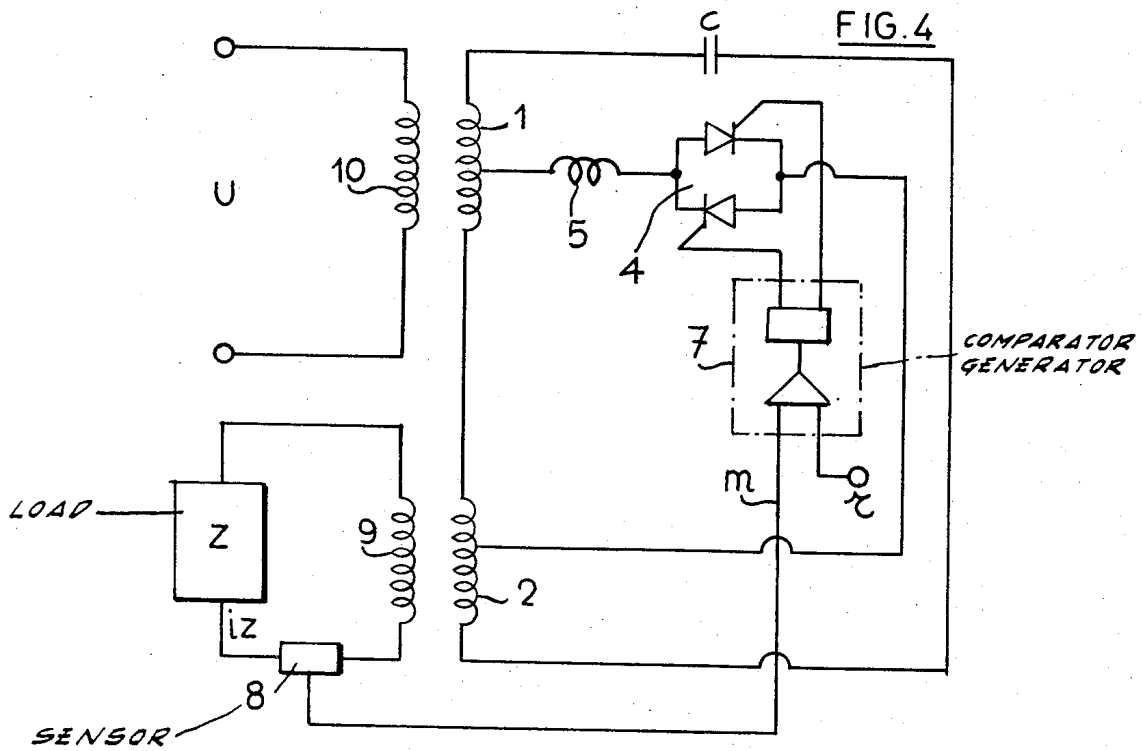 C
FIG.4
1
10
U
5
4
7
COMPARATOR
GENERATOR
m
r
LOAD
Z
9
2
iz
8
SENSOR